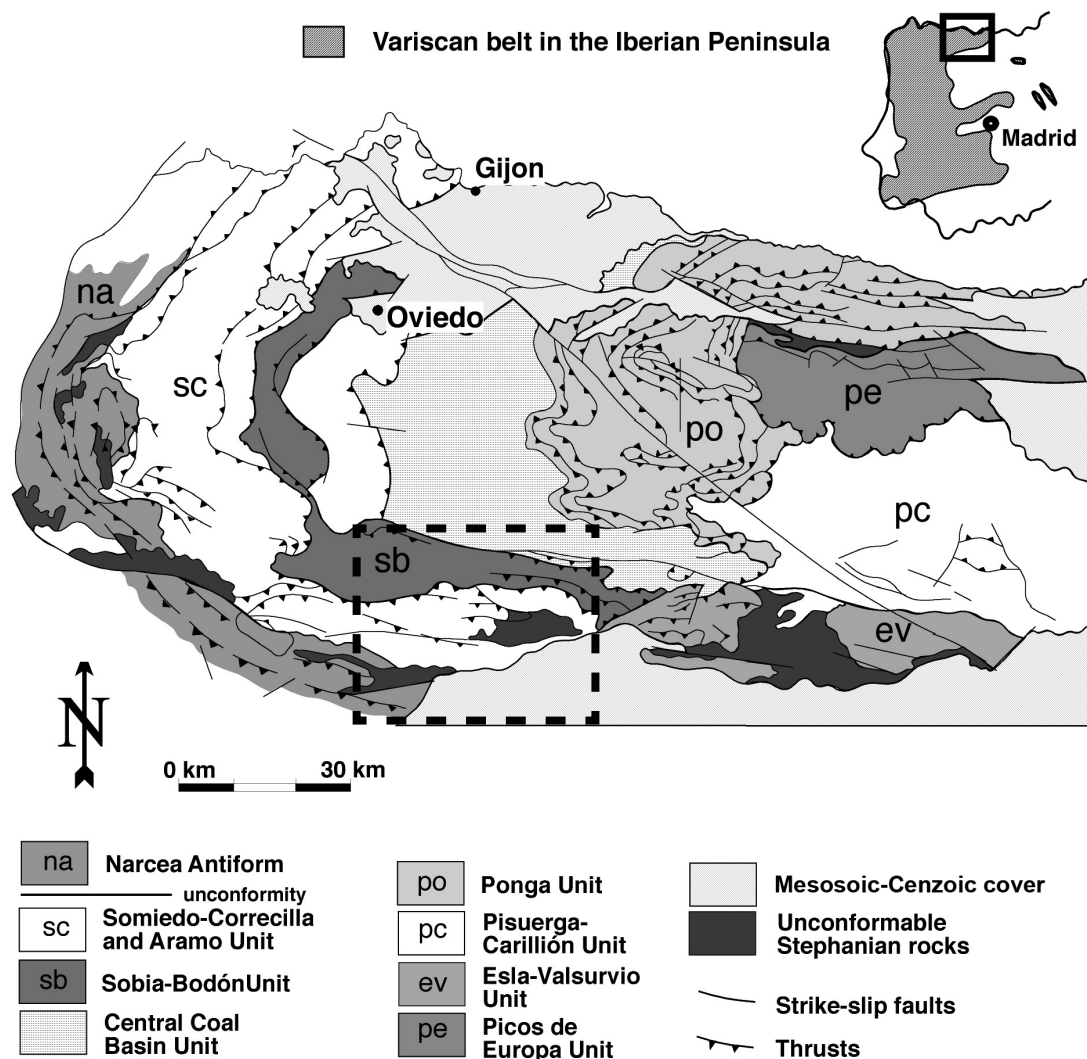 Variscan belt in the Iberian Peninsula
Madrid
Gijon
na
Oviedo
sc
pe
po
pc
sb
ev
N
0 km 30 km
na Narcea Antiform
unconformity
sc Somiedo-Correcilla
and Aramo Unit
sb Sobia-BodónUnit
Central Coal
Basin Unit
po Ponga Unit
pc Pisuerga-
Carillión Unit
ev Esla-Valsurvio
Unit
pe Picos de
Europa Unit
Mesosoic-Cenzoic cover
Unconformable
Stephanian rocks
Strike-slip faults
Thrusts